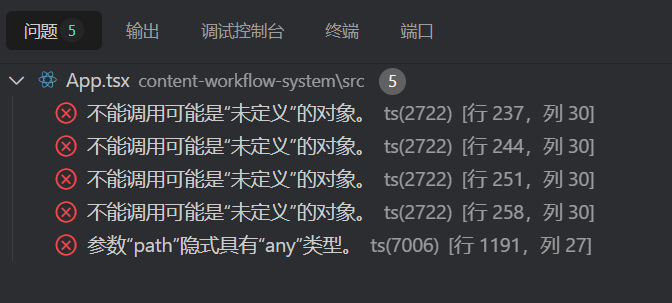 问题 5 输出 调试控制台 终端 端口
App.tsx content-workflow-system\src 5
不能调用可能是“未定义”的对象。 ts(2722) [行 237，列 30]
不能调用可能是“未定义”的对象。 ts(2722) [行 244，列 30]
不能调用可能是“未定义”的对象。 ts(2722) [行 251，列 30]
不能调用可能是“未定义”的对象。 ts(2722) [行 258，列 30]
参数“path”隐式具有“any”类型。 ts(7006) [行 1191，列 27]